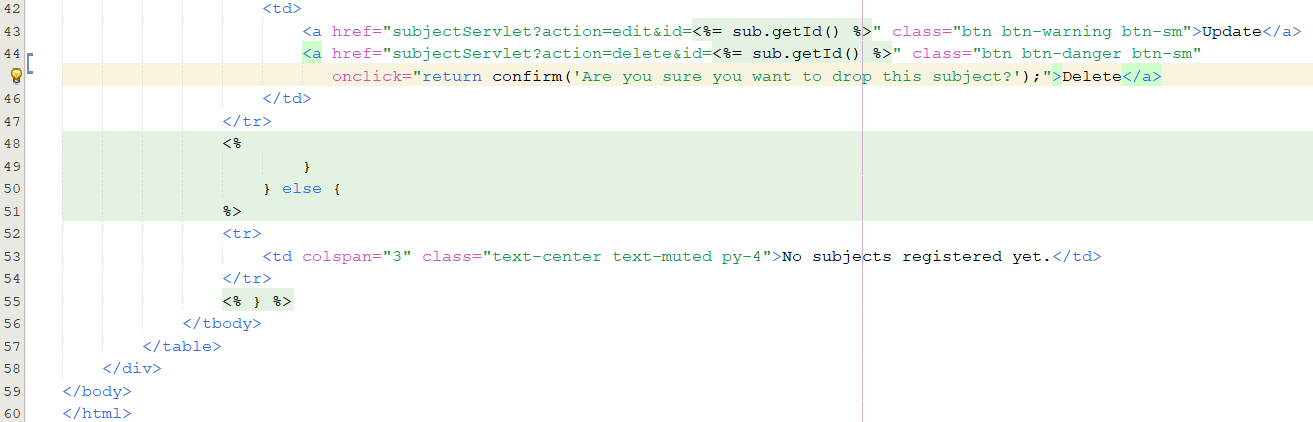 42 <td>
43 <a href="subjectServlet?action=edit&id=<%= sub.getId() %>" class="btn btn-warning btn-sm">Update</a>
44 <a href="subjectServlet?action=delete&id=<%= sub.getId() %>" class="btn btn-danger btn-sm"
onclick="return confirm('Are you sure you want to drop this subject?');">Delete</a>
46 </td>
47 </tr>
48 <%
49 }
50 } else {
51 %>
52 <tr>
53 <td colspan="3" class="text-center text-muted py-4">No subjects registered yet.</td>
54 </tr>
55 <% } %>
56 </tbody>
57 </table>
58 </div>
59 </body>
60 </html>